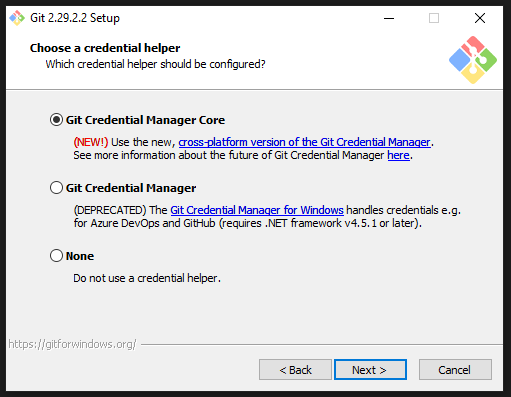 Git 2.29.2.2 Setup
Choose a credential helper
Which credential helper should be configured?
Git Credential Manager Core
(NEW!) Use the new, cross-platform version of the Git Credential Manager.
See more information about the future of Git Credential Manager here.
Git Credential Manager
(DEPRECATED) The Git Credential Manager for Windows handles credentials e.g.
for Azure DevOps and GitHub (requires .NET framework v4.5.1 or later).
None
Do not use a credential helper.
https://gitforwindows.org/
< Back Next > Cancel